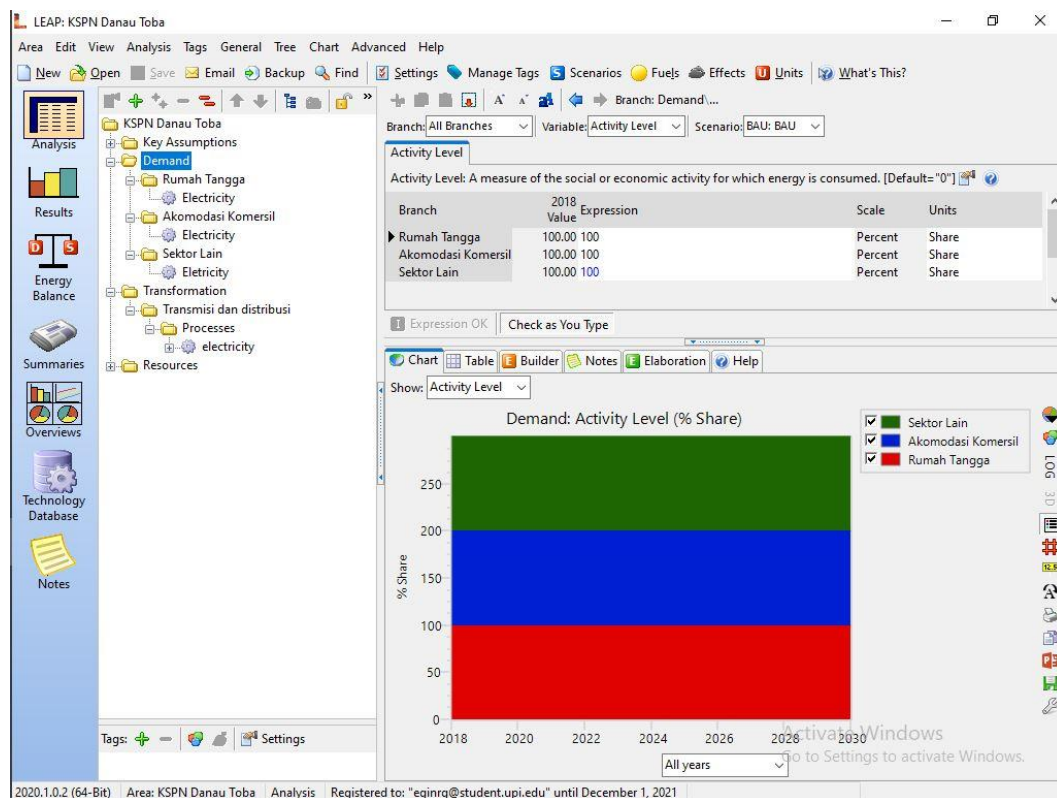 LEAP: KSPN Danau Toba
Area Edit View Analysis Tags General Tree Chart Advanced Help
New Open Save Email Backup Find Settings Manage Tags Scenarios Fuels Effects Units What's This?
Branch: Demand\...
Branch: All Branches Variable: Activity Level Scenario: BAU: BAU
Analysis
Results
Energy
Balance
Summaries
Overviews
Technology
Database
Notes
KSPN Danau Toba
Key Assumptions
Demand
Rumah Tangga
Electricity
Akomodasi Komersil
Electricity
Sektor Lain
Eletricity
Transformation
Transmisi dan distribusi
Processes
electricity
Resources
Tags: Settings
Activity Level
Activity Level: A measure of the social or economic activity for which energy is consumed. [Default="0"]
Branch 2018 Value Expression Scale Units
Rumah Tangga 100.00 100 Percent Share
Akomodasi Komersil 100.00 100 Percent Share
Sektor Lain 100.00 100 Percent Share
Expression OK Check as You Type
Chart Table Builder Notes Elaboration Help
Show: Activity Level
Demand: Activity Level (% Share)
Sektor Lain
Akomodasi Komersil
Rumah Tangga
% Share
250
200
150
100
50
0
2018 2020 2022 2024 2026 2028 2030
All years
LOG
3D
12.5
Activate Windows
Go to Settings to activate Windows.
2020.1.0.2 (64-Bit) Area: KSPN Danau Toba Analysis Registered to: "eginrg@student.upi.edu" until December 1, 2021